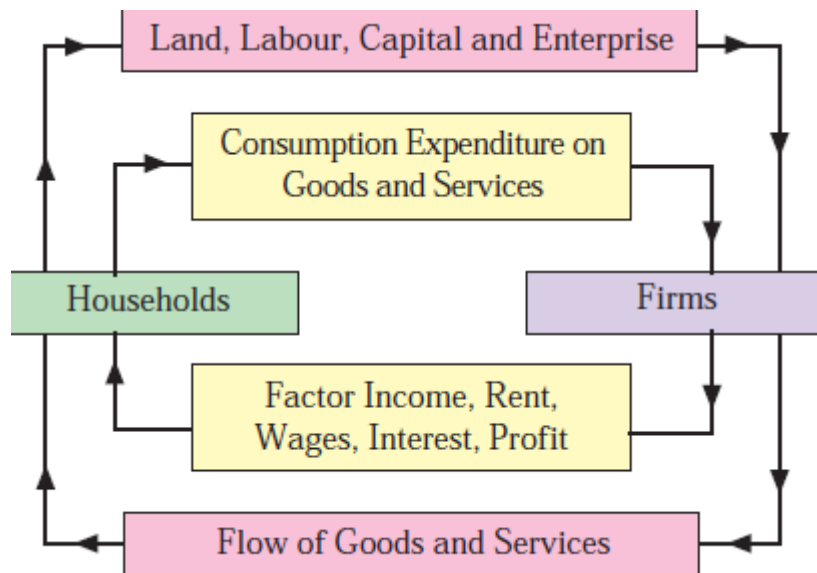 Land, Labour, Capital and Enterprise
Consumption Expenditure on
Goods and Services
Households
Firms
Factor Income, Rent,
Wages, Interest, Profit
Flow of Goods and Services